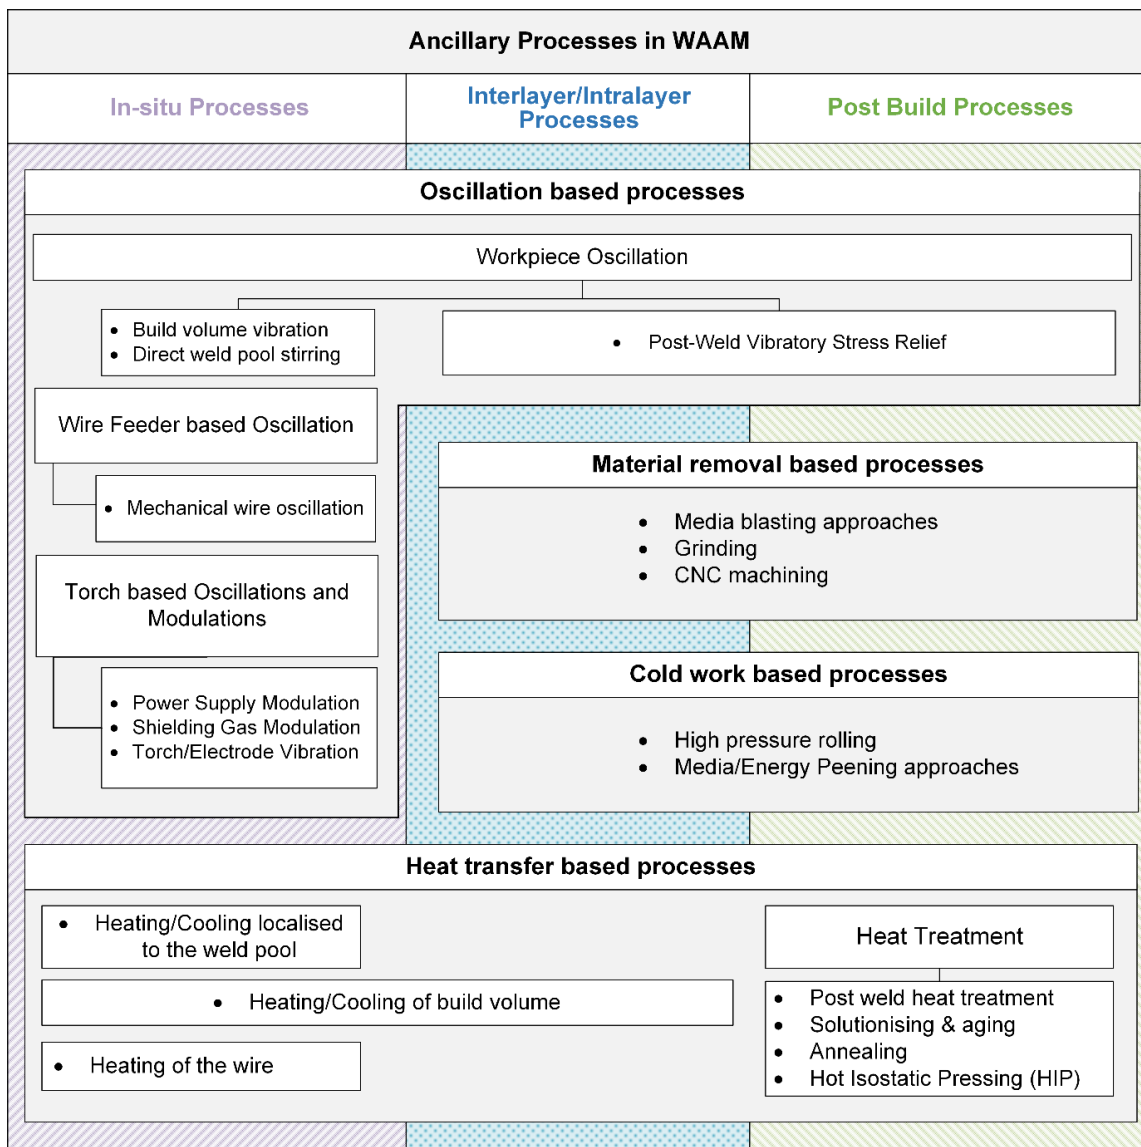 Ancillary Processes in WAAM
In-situ Processes
Interlayer/Intralayer
Processes
Post Build Processes
Oscillation based processes
Workpiece Oscillation
• Build volume vibration
• Direct weld pool stirring
• Post-Weld Vibratory Stress Relief
Wire Feeder based Oscillation
• Mechanical wire oscillation
Torch based Oscillations and
Modulations
• Power Supply Modulation
• Shielding Gas Modulation
• Torch/Electrode Vibration
Material removal based processes
• Media blasting approaches
• Grinding
• CNC machining
Cold work based processes
• High pressure rolling
• Media/Energy Peening approaches
Heat transfer based processes
• Heating/Cooling localised
to the weld pool
• Heating/Cooling of build volume
• Heating of the wire
Heat Treatment
• Post weld heat treatment
• Solutionising & aging
• Annealing
• Hot Isostatic Pressing (HIP)